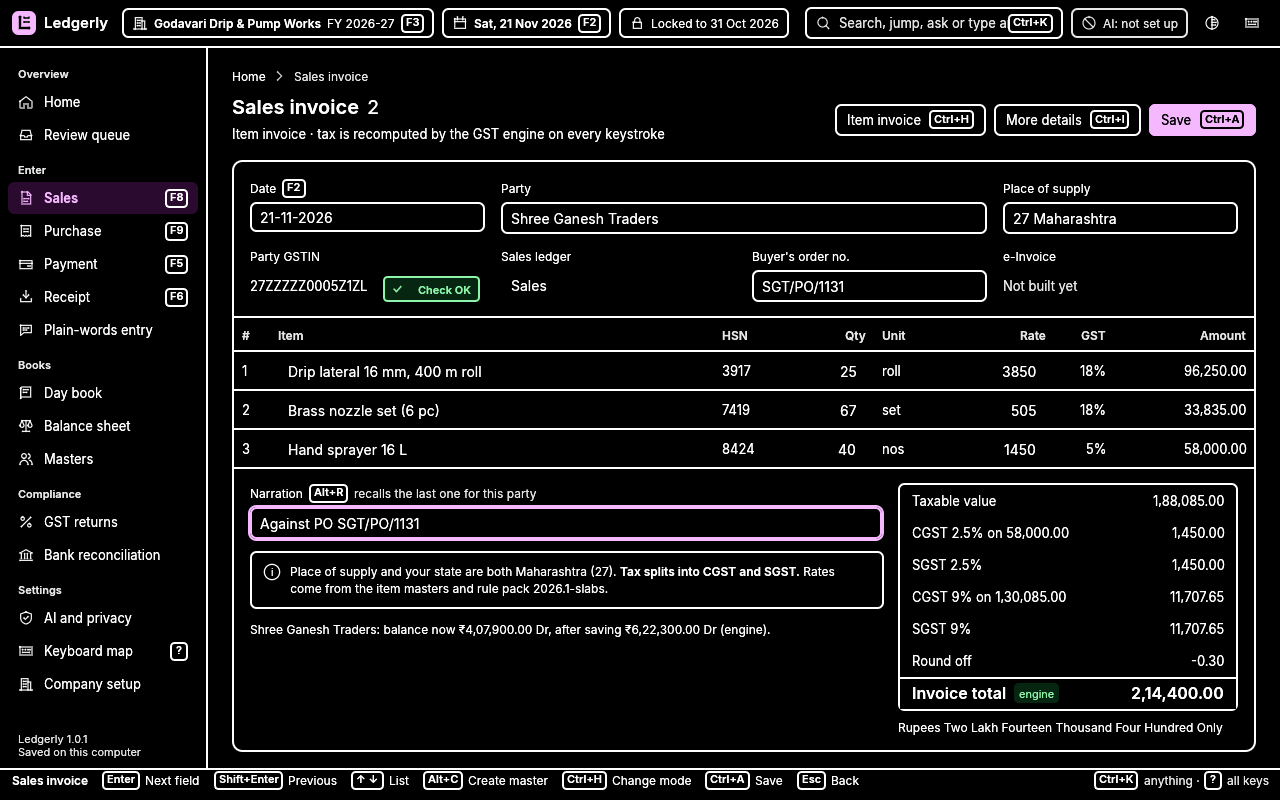 Ledgerly
Godavari Drip & Pump Works FY 2026-27 F3
Sat, 21 Nov 2026 F2
Locked to 31 Oct 2026
Search, jump, ask or type a Ctrl+K
AI: not set up
Overview
Home
Review queue
Enter
Sales F8
Purchase F9
Payment F5
Receipt F6
Plain-words entry
Books
Day book
Balance sheet
Masters
Compliance
GST returns
Bank reconciliation
Settings
AI and privacy
Keyboard map ?
Company setup
Ledgerly 1.0.1
Saved on this computer
Home > Sales invoice
Sales invoice 2
Item invoice · tax is recomputed by the GST engine on every keystroke
Item invoice Ctrl+H
More details Ctrl+I
Save Ctrl+A
Date F2 Party Place of supply
21-11-2026 Shree Ganesh Traders 27 Maharashtra
Party GSTIN Sales ledger Buyer's order no. e-Invoice
27ZZZZZ0005Z1ZL Check OK Sales SGT/PO/1131 Not built yet
# Item HSN Qty Unit Rate GST Amount
1 Drip lateral 16 mm, 400 m roll 3917 25 roll 3850 18% 96,250.00
2 Brass nozzle set (6 pc) 7419 67 set 505 18% 33,835.00
3 Hand sprayer 16 L 8424 40 nos 1450 5% 58,000.00
Narration Alt+R recalls the last one for this party
Against PO SGT/PO/1131
Place of supply and your state are both Maharashtra (27). Tax splits into CGST and SGST. Rates
come from the item masters and rule pack 2026.1-slabs.
Shree Ganesh Traders: balance now ₹4,07,900.00 Dr, after saving ₹6,22,300.00 Dr (engine).
Taxable value 1,88,085.00
CGST 2.5% on 58,000.00 1,450.00
SGST 2.5% 1,450.00
CGST 9% on 1,30,085.00 11,707.65
SGST 9% 11,707.65
Round off -0.30
Invoice total engine 2,14,400.00
Rupees Two Lakh Fourteen Thousand Four Hundred Only
Sales invoice Enter Next field Shift+Enter Previous ↑ ↓ List Alt+C Create master Ctrl+H Change mode Ctrl+A Save Esc Back Ctrl+K anything · ? all keys